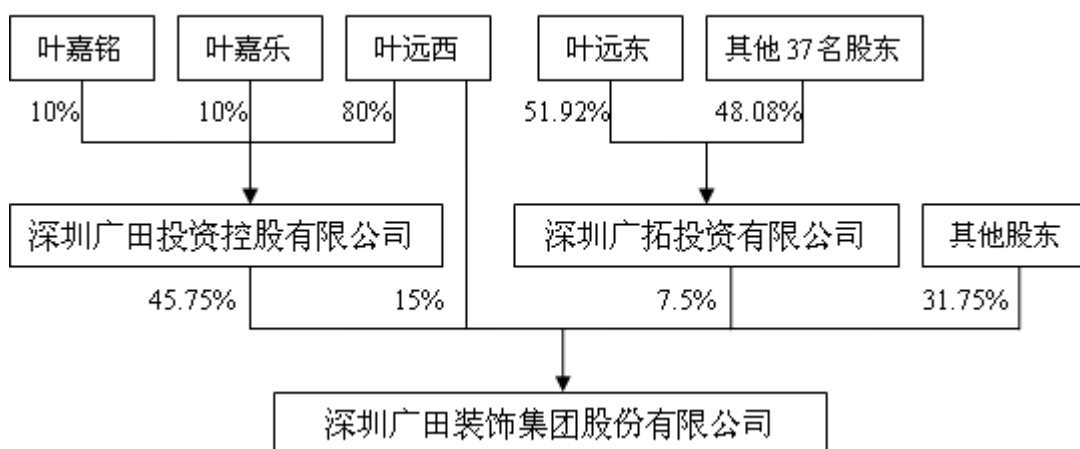 叶嘉铭 叶嘉乐 叶远西 叶远东 其他 37 名股东
10% 10% 80% 51.92% 48.08%
深圳广田投资控股有限公司 深圳广拓投资有限公司 其他股东
45.75% 15% 7.5% 31.75%
深圳广田装饰集团股份有限公司